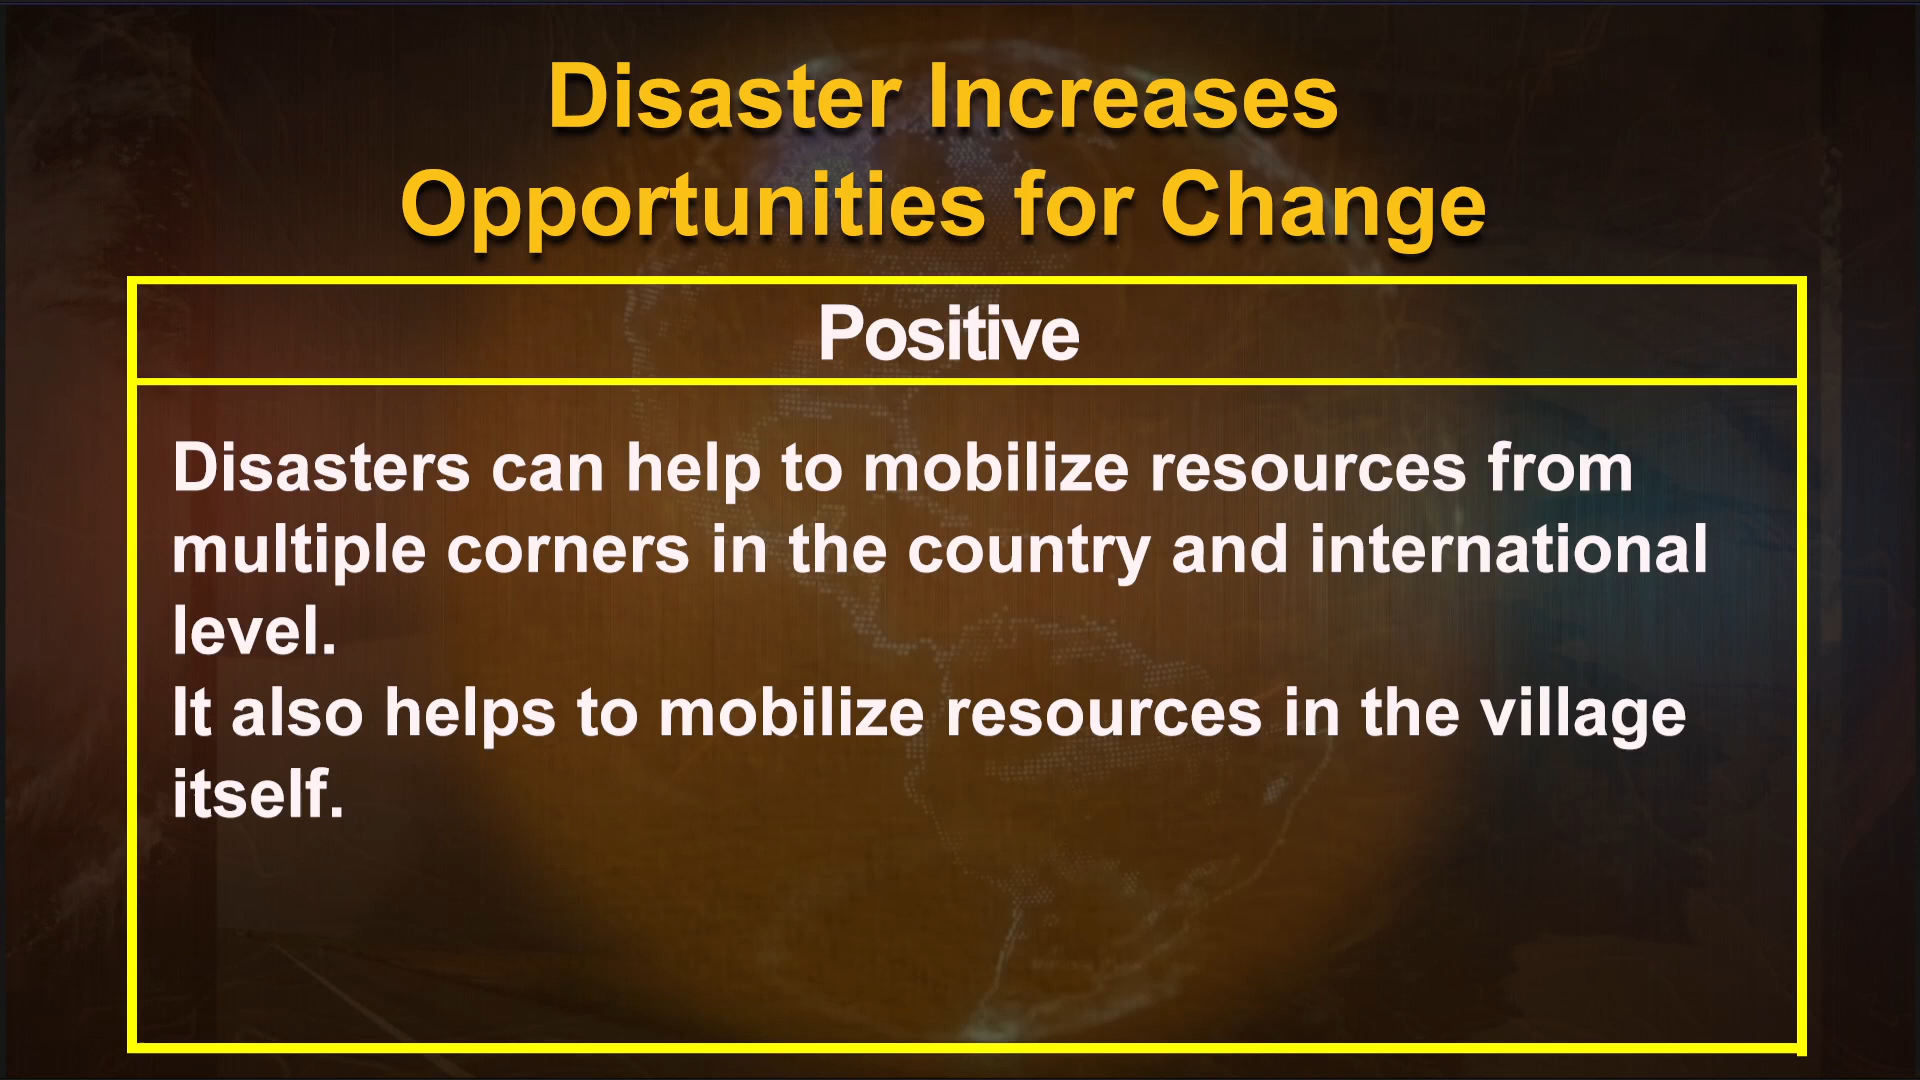 Disaster Increases
Opportunities for Change
Positive
Disasters can help to mobilize resources from
multiple corners in the country and international
level.
It also helps to mobilize resources in the village
itself.